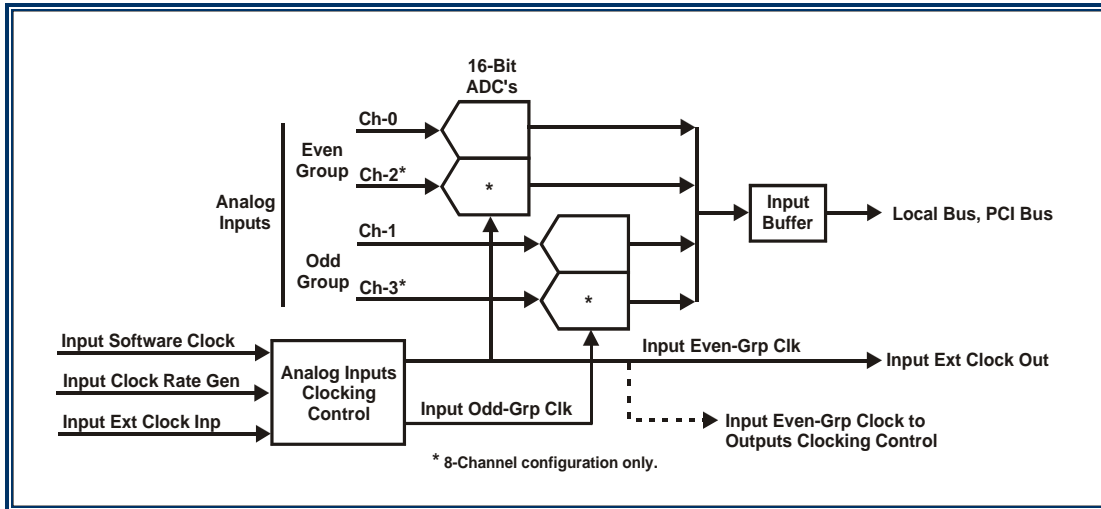 16-Bit
ADC's
Ch-0
Even
Group
Ch-2*
*
Analog
Inputs
Ch-1
Odd
Group
Ch-3*
*
Input
Buffer
Local Bus, PCI Bus
Input Software Clock
Input Clock Rate Gen
Input Ext Clock Inp
Analog Inputs
Clocking
Control
Input Even-Grp Clk
Input Ext Clock Out
Input Odd-Grp Clk
Input Even-Grp Clock to
Outputs Clocking Control
* 8-Channel configuration only.